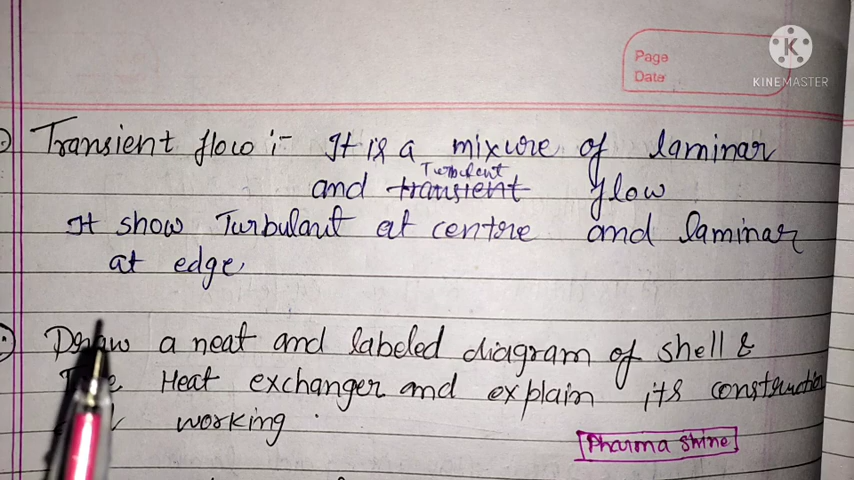 Page
Date
K
KINEMASTER
Transient flow :- It is a mixure of laminar
Turbulent
and transient flow
It show Turbulant at centre and laminar
at edge
Draw a neat and labeled diagram of shell &
Heat exchanger and explain its construction
working .
Pharma Shine